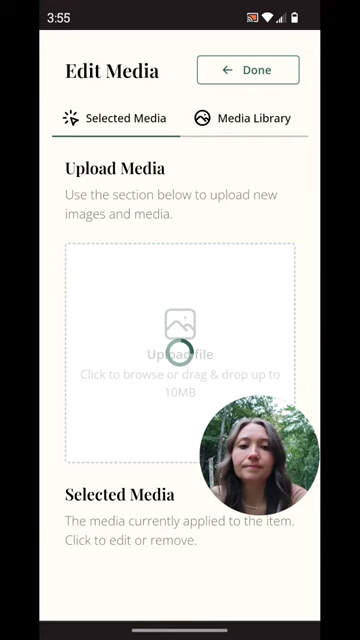 3:55
Edit Media
← Done
Selected Media
Media Library
Upload Media
Use the section below to upload new
images and media.
Upload file
Click to browse or drag & drop up to
10MB
Selected Media
The media currently applied to the item.
Click to edit or remove.